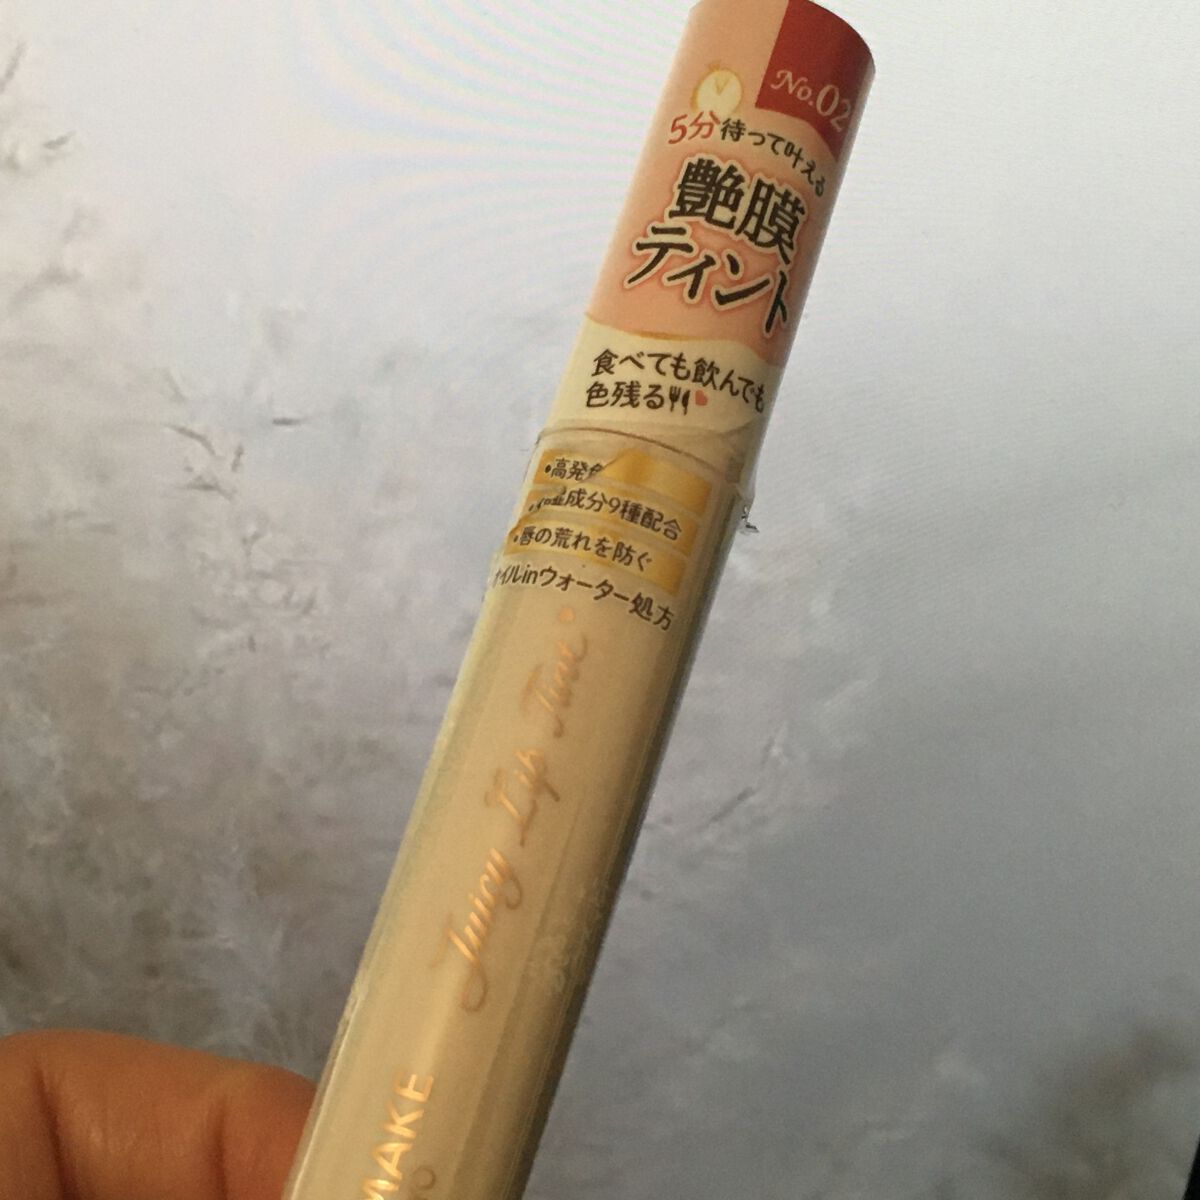 No.02
5分待って叶える
艶膜
ティント
食べても飲んでも
色残る
・高発色
成分9種配合
・唇の荒れを防ぐ
オイルinウォーター処方
Juicy Lip Tint
MAKE